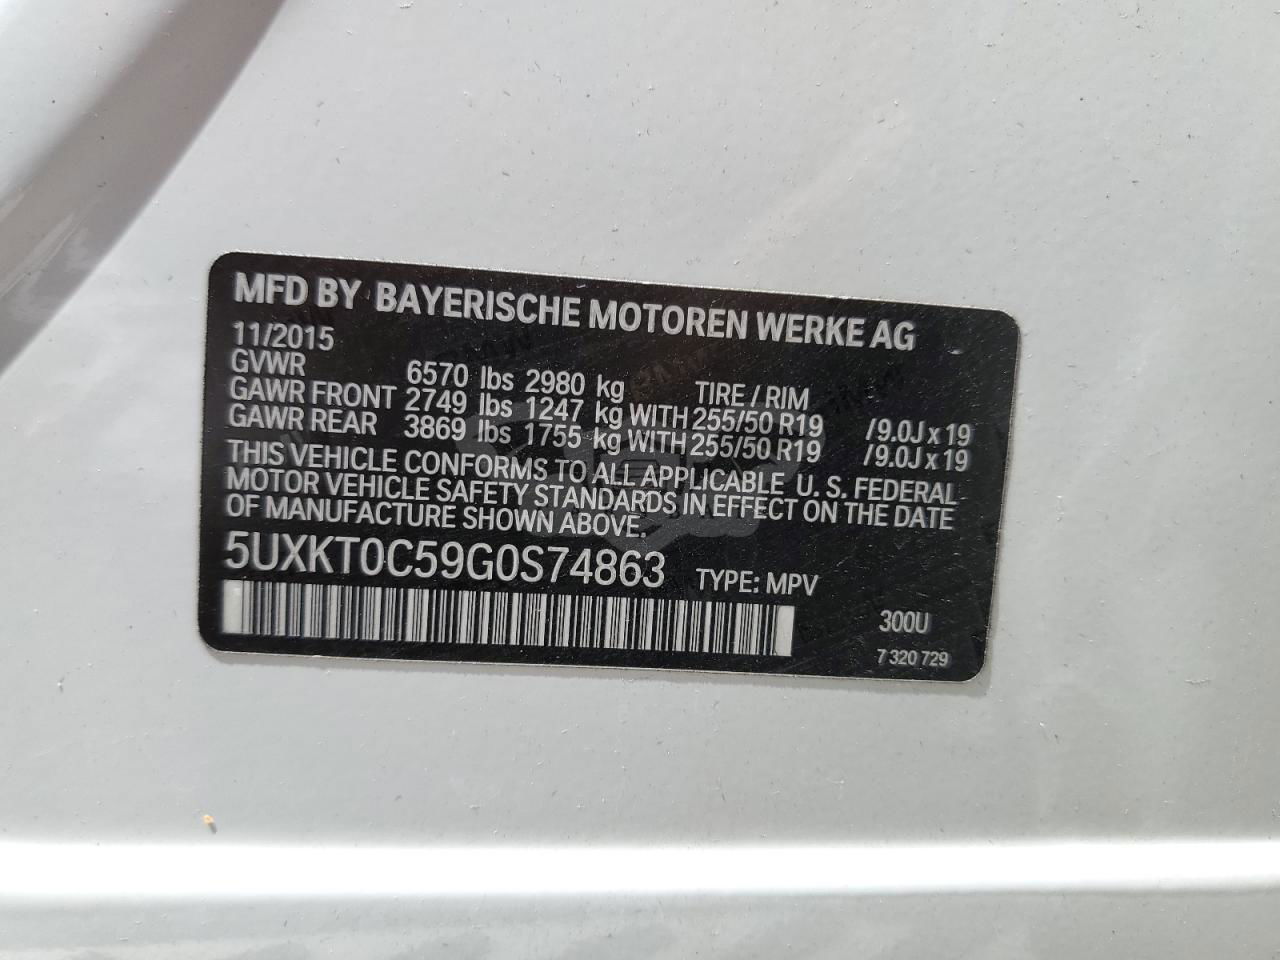 MFD BY BAYERISCHE MOTOREN WERKE AG
11/2015
GVWR 6570 lbs 2980 kg TIRE / RIM
GAWR FRONT 2749 lbs 1247 kg WITH 255/50 R19 /9.0J x 19
GAWR REAR 3869 lbs 1755 kg WITH 255/50 R19 /9.0J x 19
THIS VEHICLE CONFORMS TO ALL APPLICABLE U. S. FEDERAL
MOTOR VEHICLE SAFETY STANDARDS IN EFFECT ON THE DATE
OF MANUFACTURE SHOWN ABOVE.
5UXKT0C59G0S74863 TYPE: MPV
300U
7 320 729